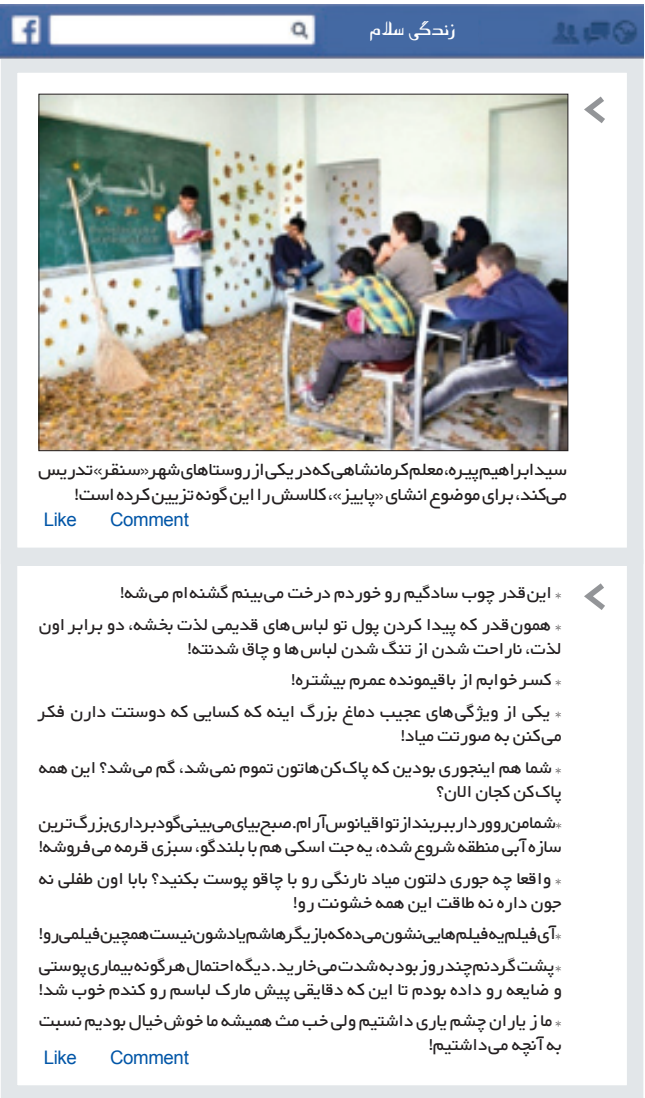 زندگی سلام
پاییز
سیدابراهیم پیره، معلم کرمانشاهی که در یکی از روستاهای شهر «سنقر» تدریس
می‌کند، برای موضوع انشای «پاییز»، کلاسش را این گونه تزیین کرده است!
Like Comment
* این‌قدر چوب سادگیم رو خوردم درخت می‌بینم گشنه‌ام می‌شه!
* همون‌قدر که پیدا کردن پول تو لباس‌های قدیمی لذت بخشه، دو برابر اون
لذت، ناراحت شدن از تنگ شدن لباس‌ها و چاق شدنته!
* کسر خوابم از باقیمونده عمرم بیشتره!
* یکی از ویژگی‌های عجیب دماغ بزرگ اینه که کسایی که دوستت دارن فکر
می‌کنن به صورتت میاد!
* شما هم اینجوری بودین که پاک‌کن‌هاتون تموم نمی‌شد، گم می‌شد؟ این همه
پاک‌کن کجان الان؟
* شما من رو وردار ببر بنداز تو اقیانوس آرام. صبح بیای می‌بینی گودبرداری بزرگ‌ترین
سازه آبی منطقه شروع شده، یه جت اسکی هم با بلندگو، سبزی قرمه می‌فروشه!
* واقعا چه جوری دلتون میاد نارنگی رو با چاقو پوست بکنید؟ بابا اون طفلی نه
جون داره نه طاقت این همه خشونت رو!
* آی فیلم یه فیلم‌هایی نشون می‌ده که بازیگرهاشم یادشون نیست همچین فیلمی رو!
* پشت گردنم چند روز بود به‌شدت می‌خارید. دیگه احتمال هر گونه بیماری پوستی
و ضایعه رو داده بودم تا این که دقایقی پیش مارک لباسم رو کندم خوب شد!
* ما ز یاران چشم یاری داشتیم ولی خب مث همیشه ما خوش‌خیال بودیم نسبت
به آنچه می‌داشتیم!
Like Comment